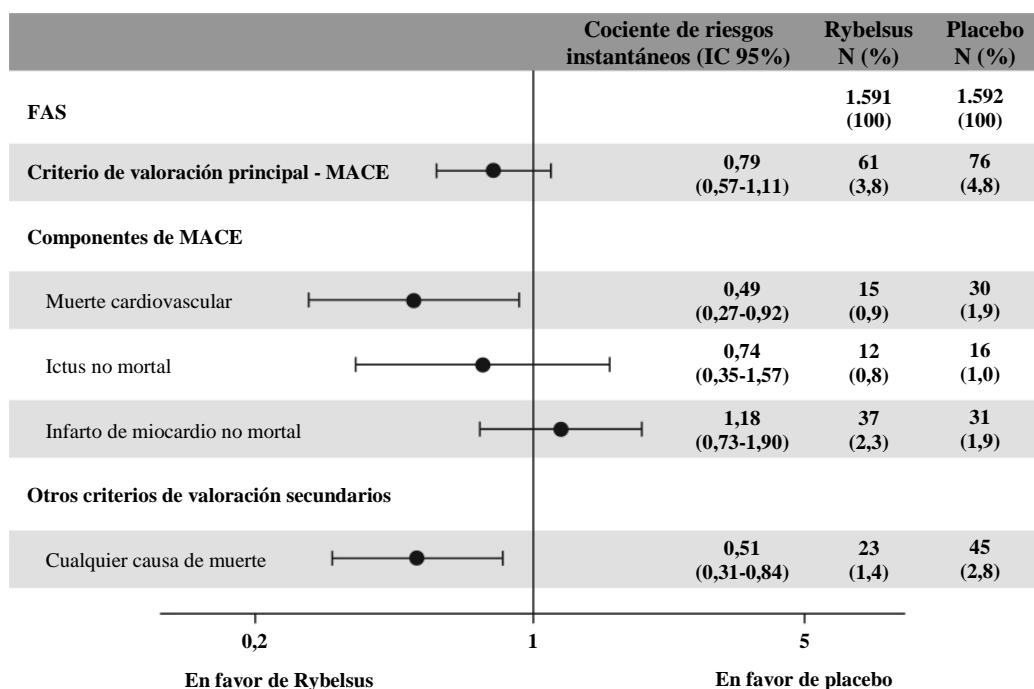 Cociente de riesgos Rybelsus Placebo
instantáneos (IC 95%) N (%) N (%)
1.591 1.592
FAS
(100) (100)
0,79 61 76
Criterio de valoración principal - MACE
(0,57-1,11) (3,8) (4,8)
Componentes de MACE
0,49 15 30
Muerte cardiovascular
(0,27-0,92) (0,9) (1,9)
0,74 12 16
Ictus no mortal
(0,35-1,57) (0,8) (1,0)
1,18 37 31
Infarto de miocardio no mortal
(0,73-1,90) (2,3) (1,9)
Otros criterios de valoración secundarios
0,51 23 45
Cualquier causa de muerte
(0,31-0,84) (1,4) (2,8)
0,2 1 5
En favor de Rybelsus En favor de placebo